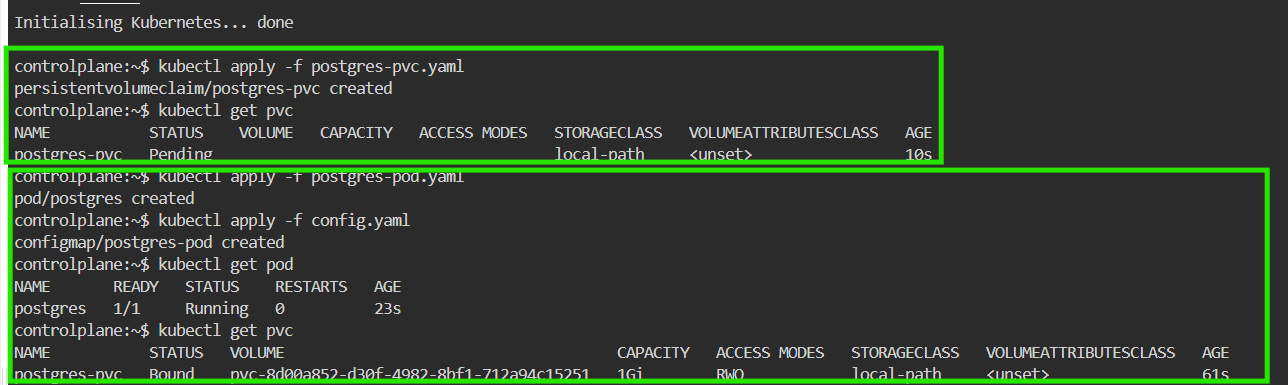 Initialising Kubernetes... done
controlplane:~$ kubectl apply -f postgres-pvc.yaml
persistentvolumeclaim/postgres-pvc created
controlplane:~$ kubectl get pvc
NAME STATUS VOLUME CAPACITY ACCESS MODES STORAGECLASS VOLUMEATTRIBUTESCLASS AGE
postgres-pvc Pending local-path <unset> 10s
controlplane:~$ kubectl apply -f postgres-pod.yaml
pod/postgres created
controlplane:~$ kubectl apply -f config.yaml
configmap/postgres-pod created
controlplane:~$ kubectl get pod
NAME READY STATUS RESTARTS AGE
postgres 1/1 Running 0 23s
controlplane:~$ kubectl get pvc
NAME STATUS VOLUME CAPACITY ACCESS MODES STORAGECLASS VOLUMEATTRIBUTESCLASS AGE
postgres-pvc Bound pvc-8d00a852-d30f-4982-8bf1-712a94c15251 1Gi RWO local-path <unset> 61s